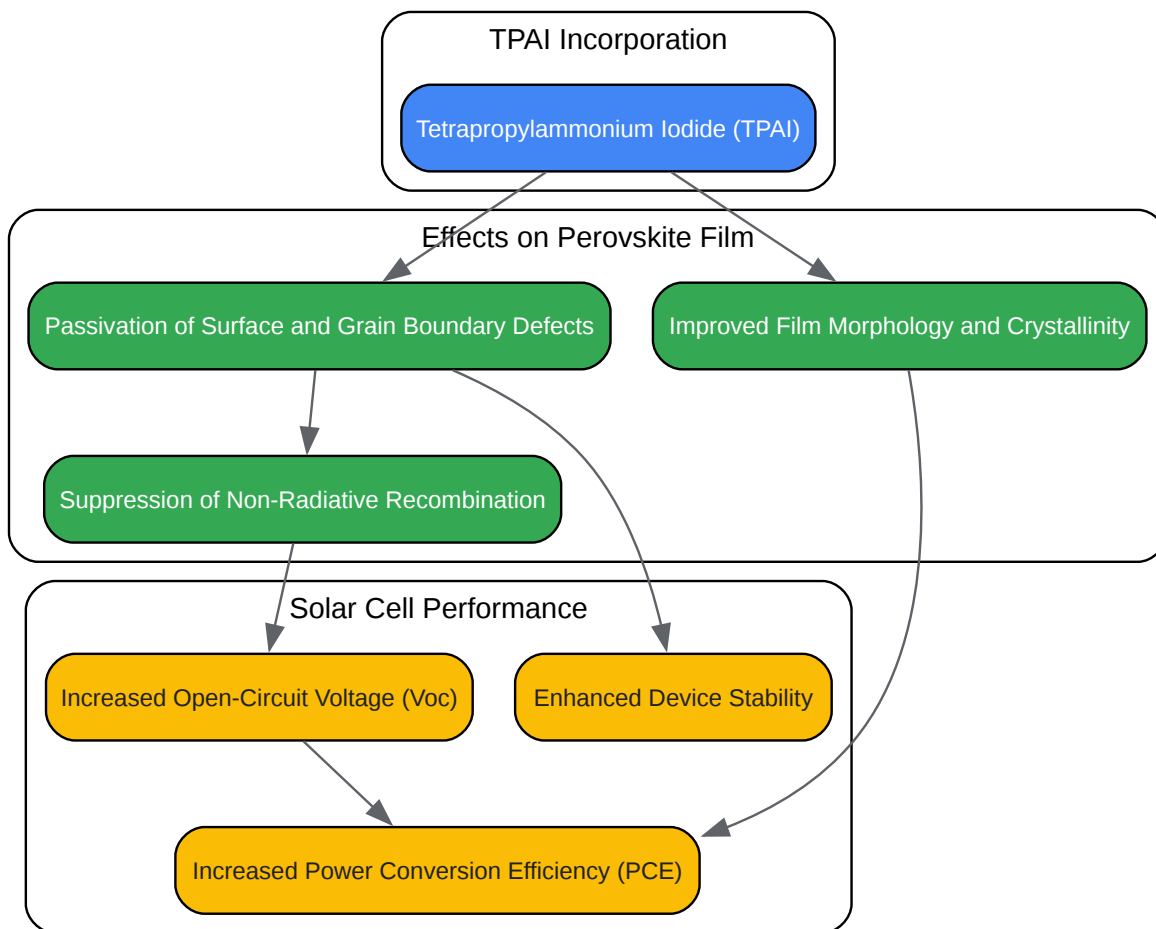 TPAI Incorporation
Tetrapropylammonium Iodide (TPAI)
Effects on Perovskite Film
Passivation of Surface and Grain Boundary Defects
Improved Film Morphology and Crystallinity
Suppression of Non-Radiative Recombination
Solar Cell Performance
Increased Open-Circuit Voltage (Voc)
Enhanced Device Stability
Increased Power Conversion Efficiency (PCE)